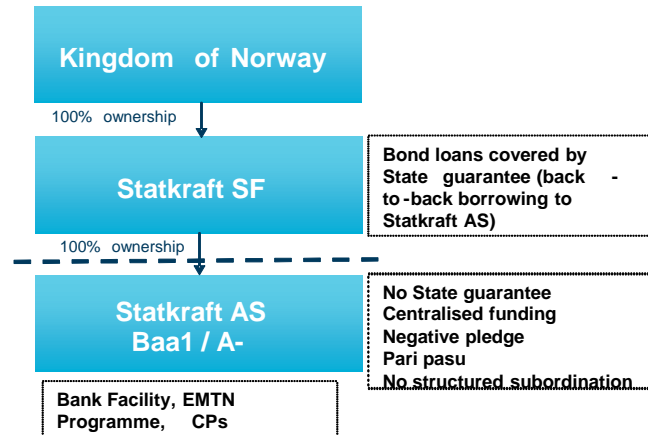 Kingdom of Norway
100% ownership
Statkraft SF
Bond loans covered by
State guarantee (back -
to -back borrowing to
Statkraft AS)
100% ownership
Statkraft AS
Baa1 / A-
No State guarantee
Centralised funding
Negative pledge
Pari pasu
No structured subordination
Bank Facility, EMTN
Programme, CPs